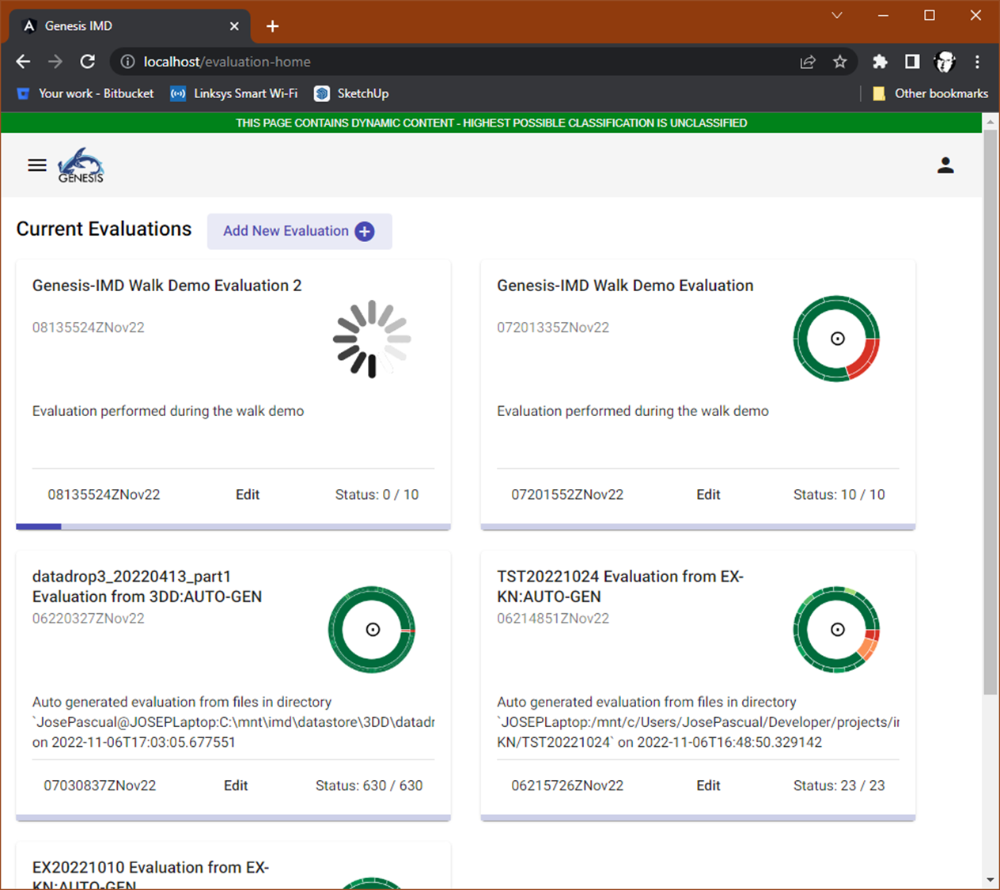 Genesis IMD
localhost/evaluation-home
Your work - Bitbucket
Linksys Smart Wi-Fi
SketchUp
Other bookmarks
THIS PAGE CONTAINS DYNAMIC CONTENT - HIGHEST POSSIBLE CLASSIFICATION IS UNCLASSIFIED
GENESIS
Current Evaluations
Add New Evaluation
Genesis-IMD Walk Demo Evaluation 2
08135524ZNov22
Evaluation performed during the walk demo
08135524ZNov22 Edit Status: 0 / 10
Genesis-IMD Walk Demo Evaluation
07201335ZNov22
Evaluation performed during the walk demo
07201552ZNov22 Edit Status: 10 / 10
datadrop3_20220413_part1
Evaluation from 3DD:AUTO-GEN
06220327ZNov22
Auto generated evaluation from files in directory
`JosePascual@JOSEPLaptop:C:\mnt\imd\datastore\3DD\datadr
on 2022-11-06T17:03:05.677551
07030837ZNov22 Edit Status: 630 / 630
TST20221024 Evaluation from EX-
KN:AUTO-GEN
06214851ZNov22
Auto generated evaluation from files in directory
`JOSEPLaptop:/mnt/c/Users/JosePascual/Developer/projects/ir
KN/TST20221024` on 2022-11-06T16:48:50.329142
06215726ZNov22 Edit Status: 23 / 23
EX20221010 Evaluation from EX-
KN:AUTO-GEN